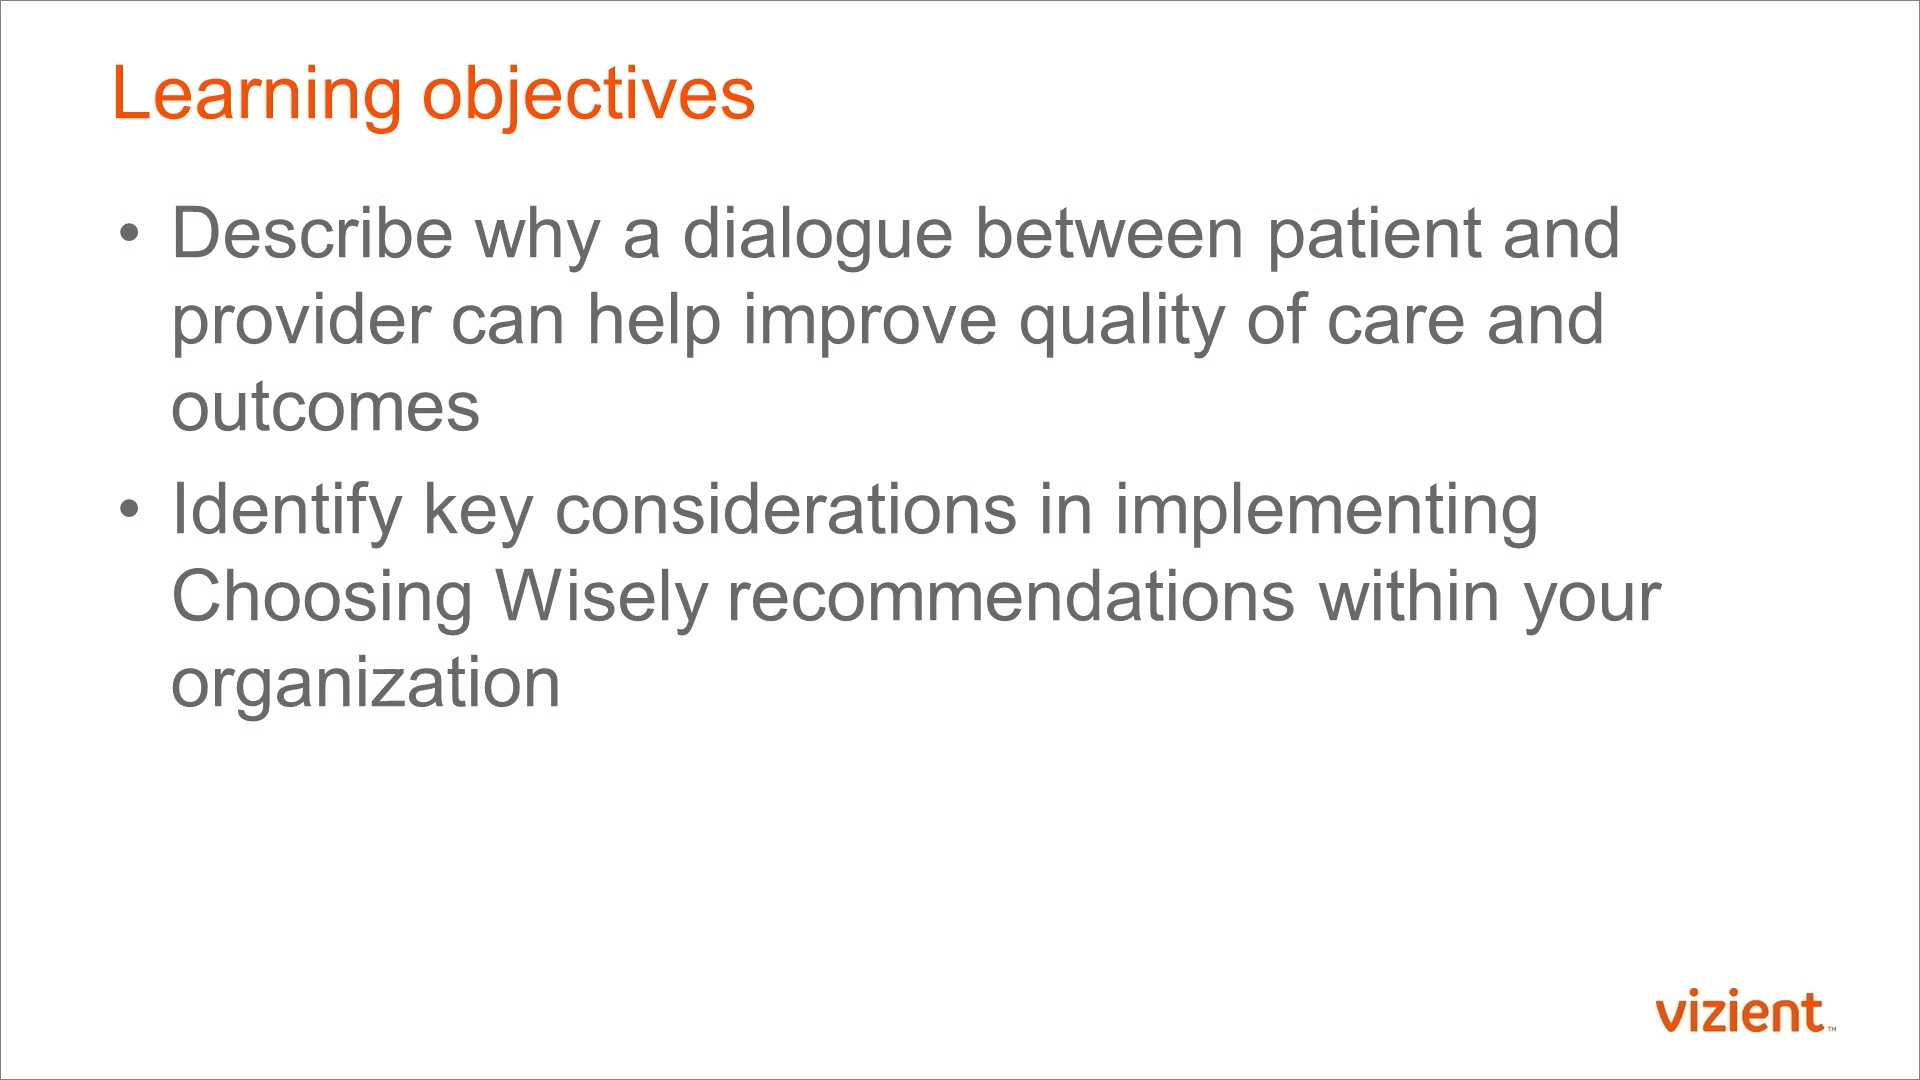 Learning objectives
• Describe why a dialogue between patient and
provider can help improve quality of care and
outcomes
• Identify key considerations in implementing
Choosing Wisely recommendations within your
organization
vizient™